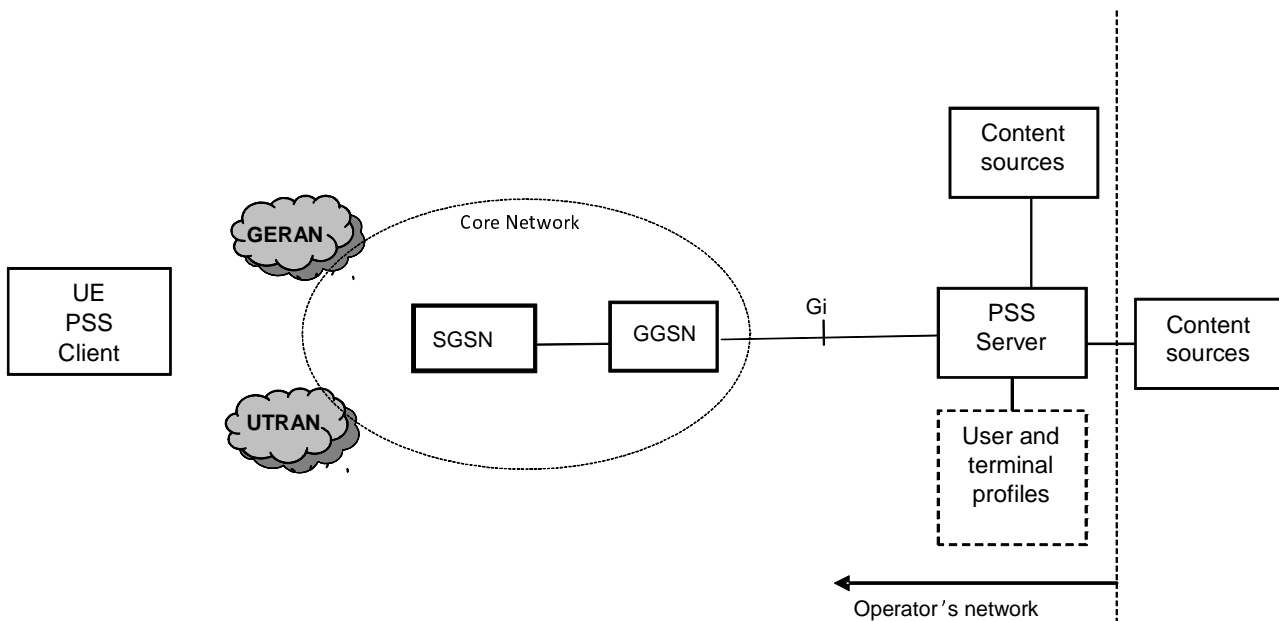 Content
sources
GERAN
Core Network
UE
PSS
Client
SGSN
GGSN
Gi
PSS
Server
Content
sources
UTRAN
User and
terminal
profiles
Operator's network